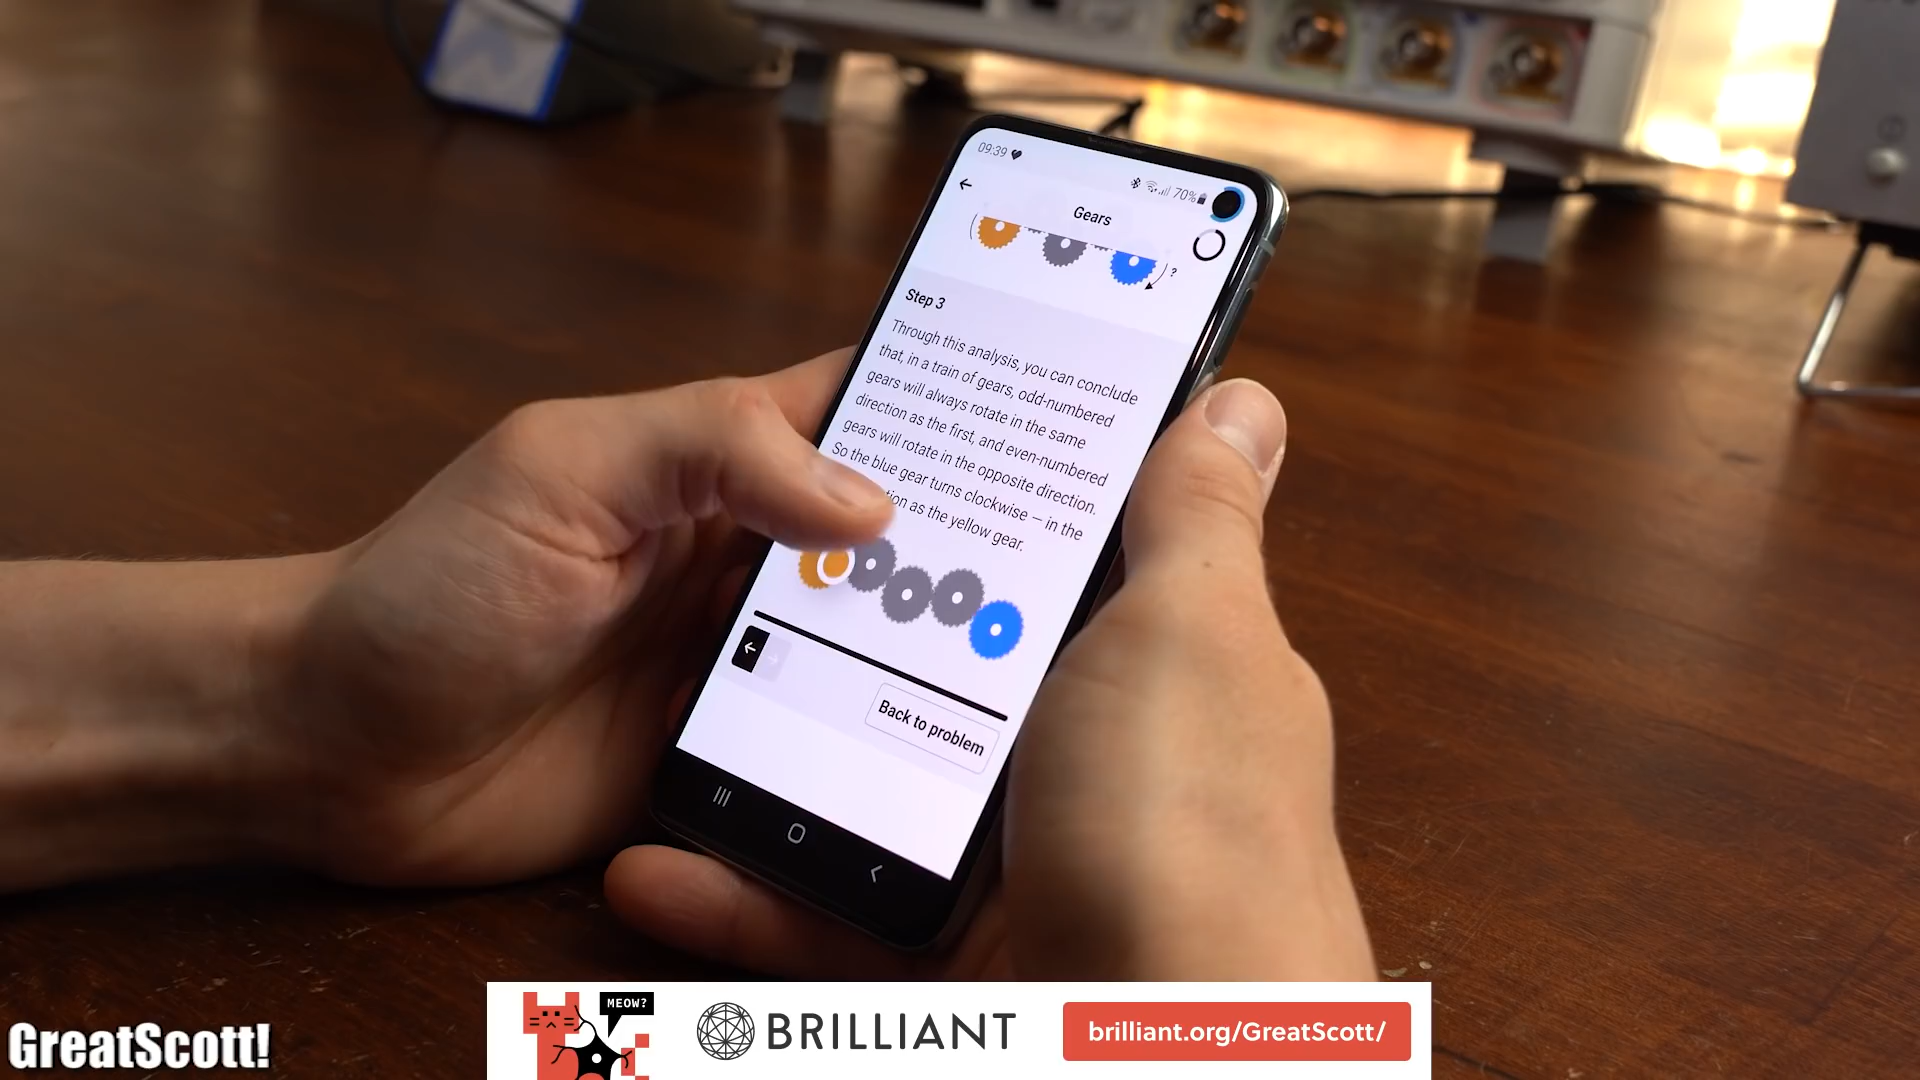 09:39
70%
Gears
?
Step 3
Through this analysis, you can conclude
that, in a train of gears, odd-numbered
gears will always rotate in the same
direction as the first, and even-numbered
gears will rotate in the opposite direction.
So the blue gear turns clockwise – in the
as the yellow gear.
Back to problem
MEOW?
BRILLIANT
brilliant.org/GreatScott/
GreatScott!